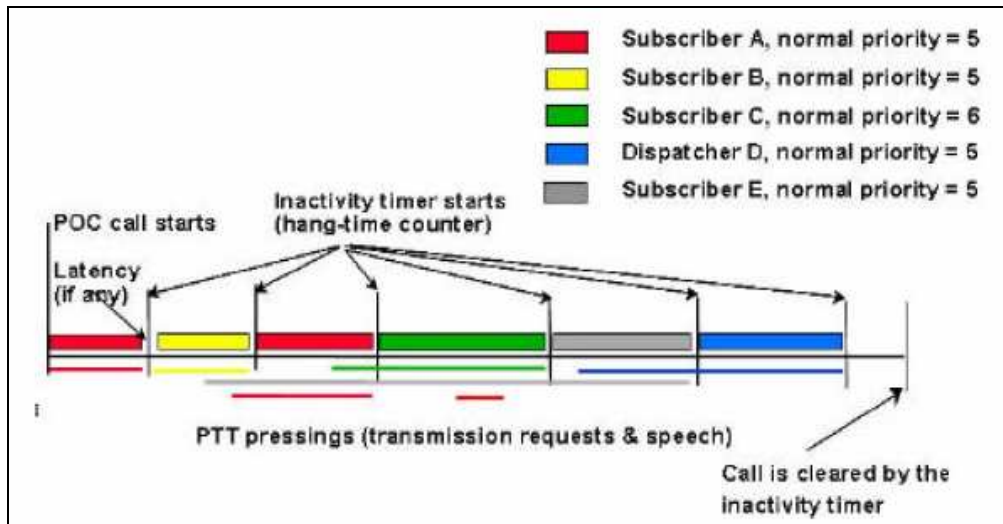 Subscriber A, normal priority = 5
Subscriber B, normal priority = 5
Subscriber C, normal priority = 6
Dispatcher D, normal priority = 5
Subscriber E, normal priority = 5
Inactivity timer starts
(hang-time counter)
POC call starts
Latency
(if any)
PTT pressings (transmission requests & speech)
Call is cleared by the
inactivity timer